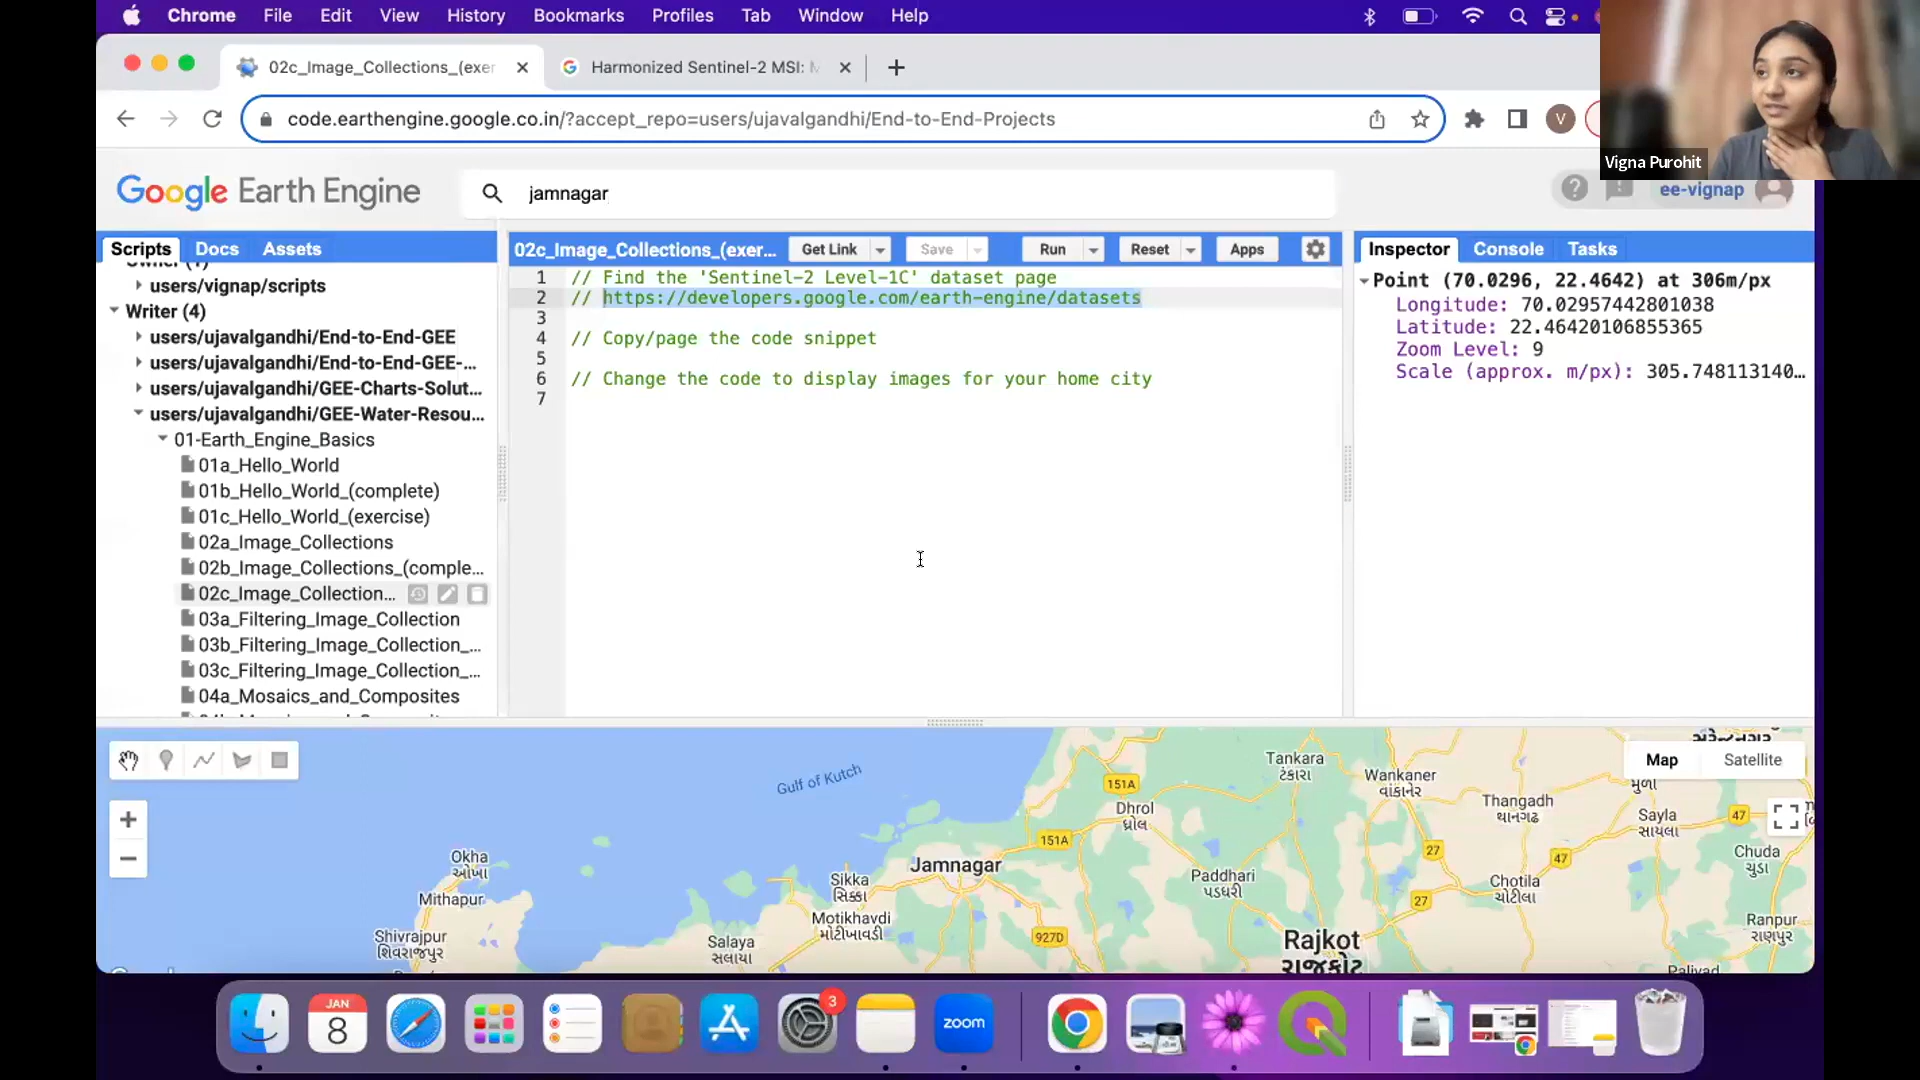 Chrome File Edit View History Bookmarks Profiles Tab Window Help
02c_Image_Collections_(exer
Harmonized Sentinel-2 MSI:
code.earthengine.google.co.in/?accept_repo=users/ujavalgandhi/End-to-End-Projects
V
Vigna Purohit
Google Earth Engine
jamnagar
ee-vignap
Scripts Docs Assets
users/vignap/scripts
Writer (4)
users/ujavalgandhi/End-to-End-GEE
users/ujavalgandhi/End-to-End-GEE-...
users/ujavalgandhi/GEE-Charts-Solut...
users/ujavalgandhi/GEE-Water-Resou...
01-Earth_Engine_Basics
01a_Hello_World
01b_Hello_World_(complete)
01c_Hello_World_(exercise)
02a_Image_Collections
02b_Image_Collections_(comple...
02c_Image_Collection...
03a_Filtering_Image_Collection
03b_Filtering_Image_Collection_...
03c_Filtering_Image_Collection_...
04a_Mosaics_and_Composites
02c_Image_Collections_(exer... Get Link Save Run Reset Apps
1 // Find the 'Sentinel-2 Level-1C' dataset page
2 // https://developers.google.com/earth-engine/datasets
3
4 // Copy/page the code snippet
5
6 // Change the code to display images for your home city
7
Inspector Console Tasks
Point (70.0296, 22.4642) at 306m/px
Longitude: 70.02957442801038
Latitude: 22.46420106855365
Zoom Level: 9
Scale (approx. m/px): 305.748113140...
Map Satellite
Gulf of Kutch
Okha
ઓખા
Mithapur
Shivrajpur
શિવરાજપુર
Salaya
સલાયા
Sikka
સિક્કા
Motikhavdi
મોટીખાવડી
Jamnagar
151A
151A
927D
Dhrol
ધ્રોલ
Tankara
ટંકારા
Wankaner
વાંકાનેર
Paddhari
પડધરી
Rajkot
રાજકોટ
27
27
47
47
Thangadh
થાનગઢ
Chotila
ચોટીલા
Sayla
સાયલા
મુળી
Chuda
ચુડા
Ranpur
રાણપુર
Paliyad
JAN
8
3
zoom